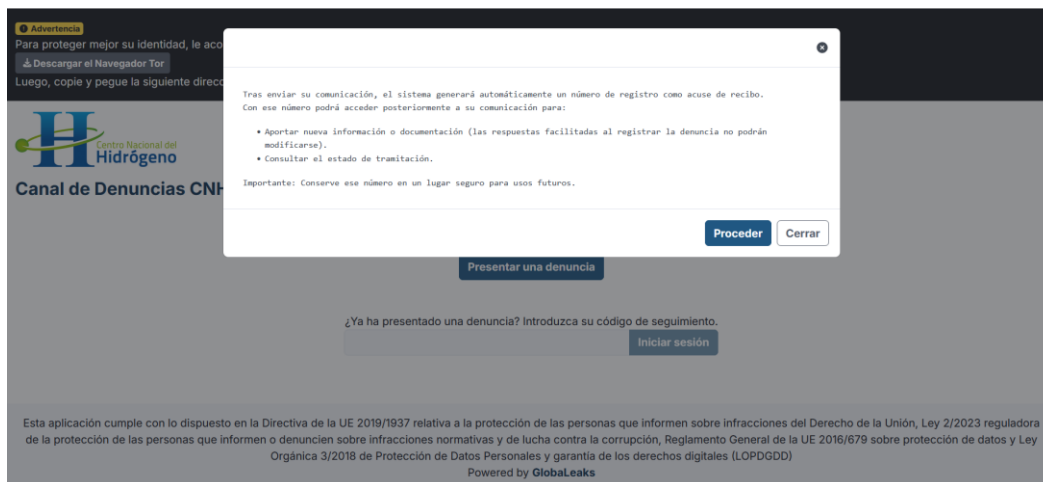 Advertencia
Para proteger mejor su identidad, le aco
Descargar el Navegador Tor
Luego, copie y pegue la siguiente direcc
Tras enviar su comunicación, el sistema generará automáticamente un número de registro como acuse de recibo.
Con ese número podrá acceder posteriormente a su comunicación para:
• Aportar nueva información o documentación (las respuestas facilitadas al registrar la denuncia no podrán
modificarse).
• Consultar el estado de tramitación.
Importante: Conserve ese número en un lugar seguro para usos futuros.
Proceder
Cerrar
Centro Nacional del
Hidrógeno
Canal de Denuncias CNH
Presentar una denuncia
¿Ya ha presentado una denuncia? Introduzca su código de seguimiento.
Iniciar sesión
Esta aplicación cumple con lo dispuesto en la Directiva de la UE 2019/1937 relativa a la protección de las personas que informen sobre infracciones del Derecho de la Unión, Ley 2/2023 reguladora
de la protección de las personas que informen o denuncien sobre infracciones normativas y de lucha contra la corrupción, Reglamento General de la UE 2016/679 sobre protección de datos y Ley
Orgánica 3/2018 de Protección de Datos Personales y garantía de los derechos digitales (LOPDGDD)
Powered by GlobaLeaks